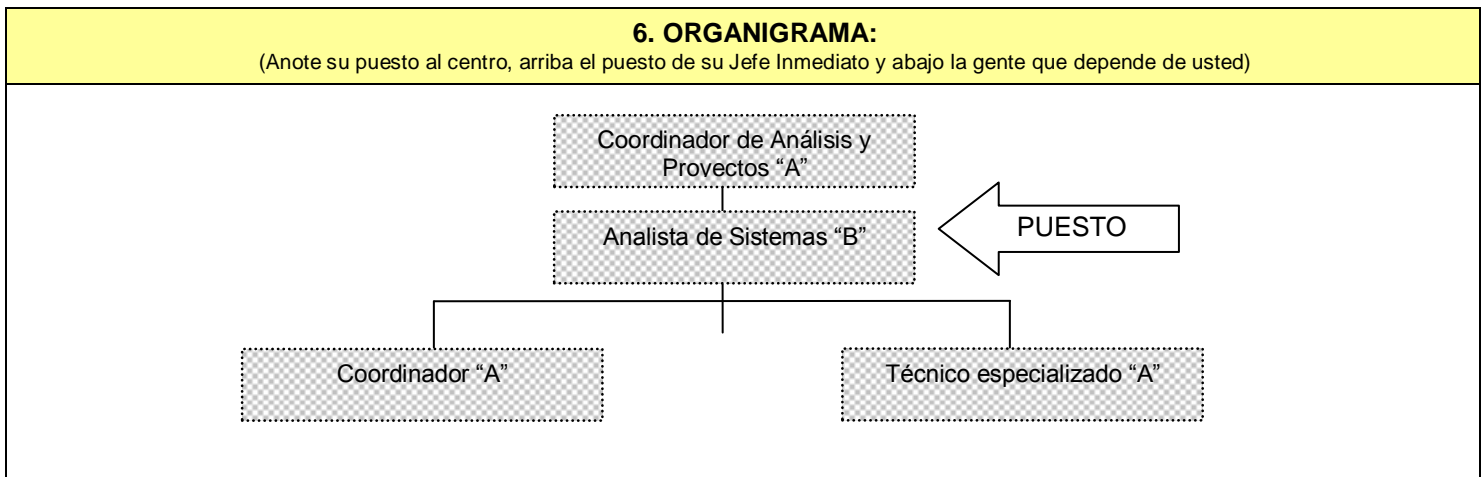 6. ORGANIGRAMA:
(Anote su puesto al centro, arriba el puesto de su Jefe Inmediato y abajo la gente que depende de usted)
Coordinador de Análisis y
Proyectos “A”
Analista de Sistemas “B”
PUESTO
Coordinador “A”
Técnico especializado “A”